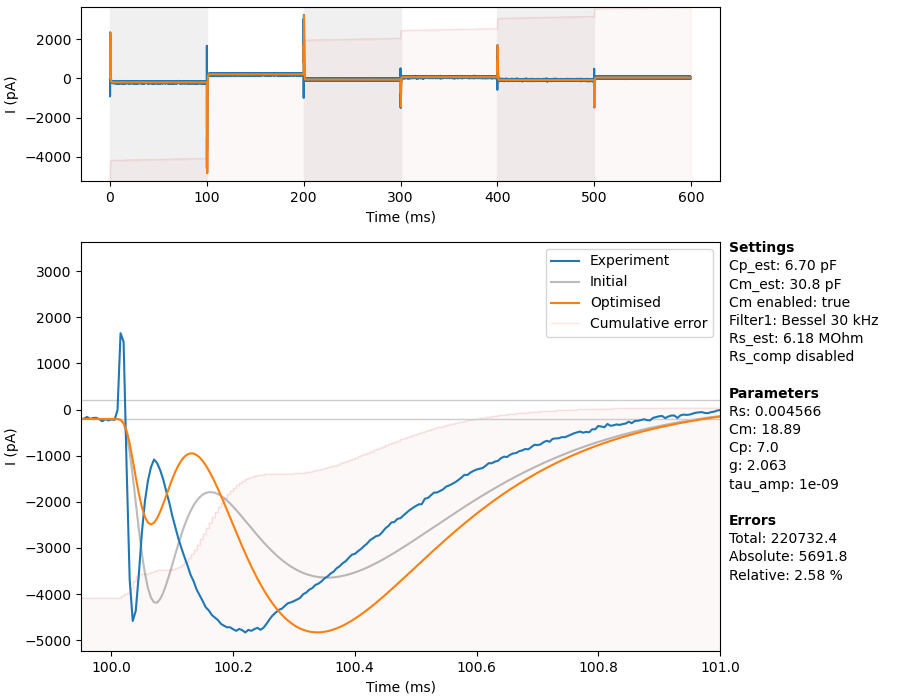 2000
0
−2000
−4000
I (pA)
0
100
200
300
400
500
600
Time (ms)
3000
2000
1000
0
−1000
−2000
−3000
−4000
−5000
I (pA)
100.0
100.2
100.4
100.6
100.8
101.0
Time (ms)
Experiment
Initial
Optimised
Cumulative error
Settings
Cp_est: 6.70 pF
Cm_est: 30.8 pF
Cm enabled: true
Filter1: Bessel 30 kHz
Rs_est: 6.18 MOhm
Rs_comp disabled
Parameters
Rs: 0.004566
Cm: 18.89
Cp: 7.0
g: 2.063
tau_amp: 1e-09
Errors
Total: 220732.4
Absolute: 5691.8
Relative: 2.58 %